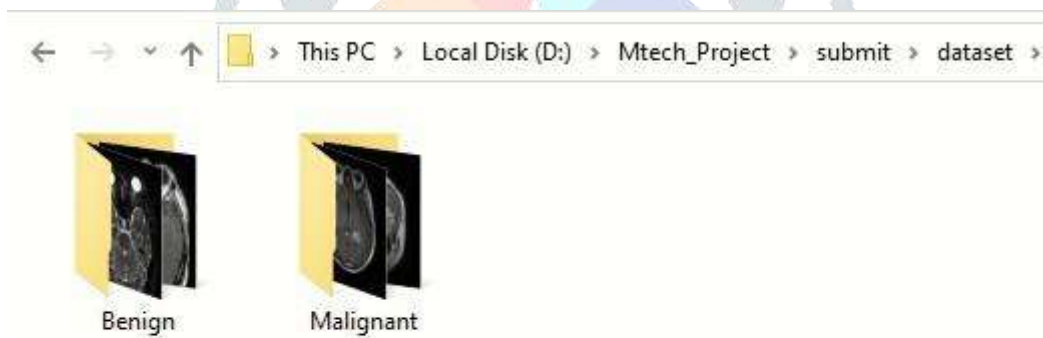 This PC > Local Disk (D:) > Mtech_Project > submit > dataset >
Benign
Malignant